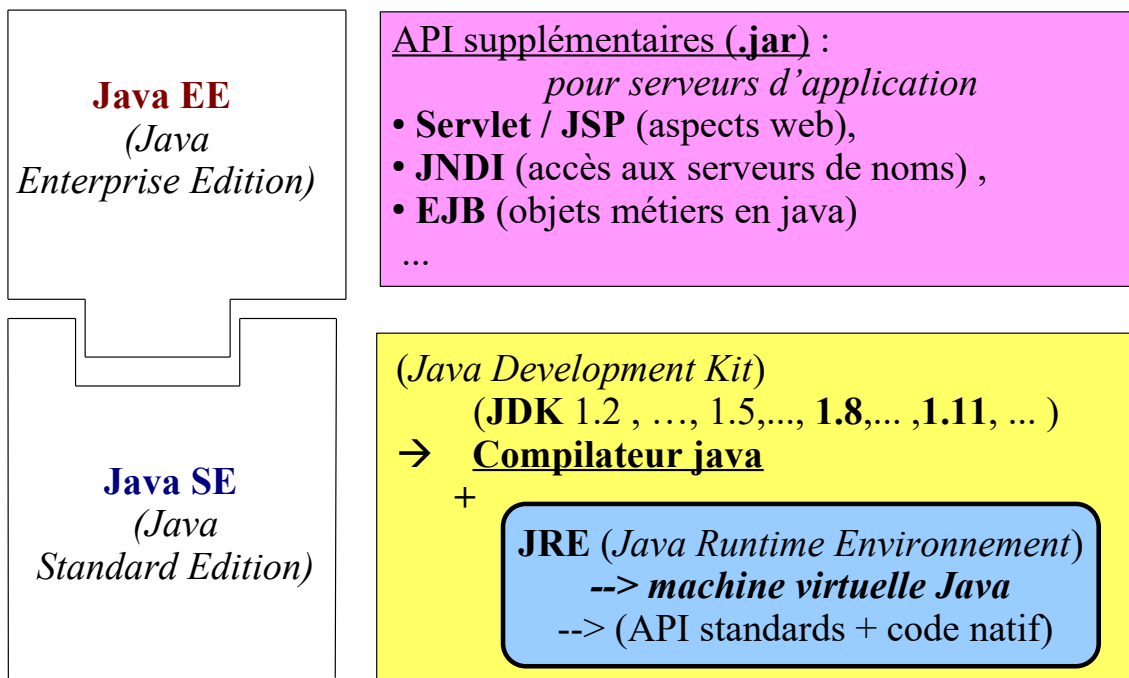 Java EE
(Java
Enterprise Edition)
API supplémentaires (.jar) :
pour serveurs d’application
• Servlet / JSP (aspects web),
• JNDI (accès aux serveurs de noms) ,
• EJB (objets métiers en java)
...
Java SE
(Java
Standard Edition)
(Java Development Kit)
(JDK 1.2 , …, 1.5,..., 1.8,... ,1.11, ... )
→ Compilateur java
+
JRE (Java Runtime Environnement)
--> machine virtuelle Java
--> (API standards + code natif)